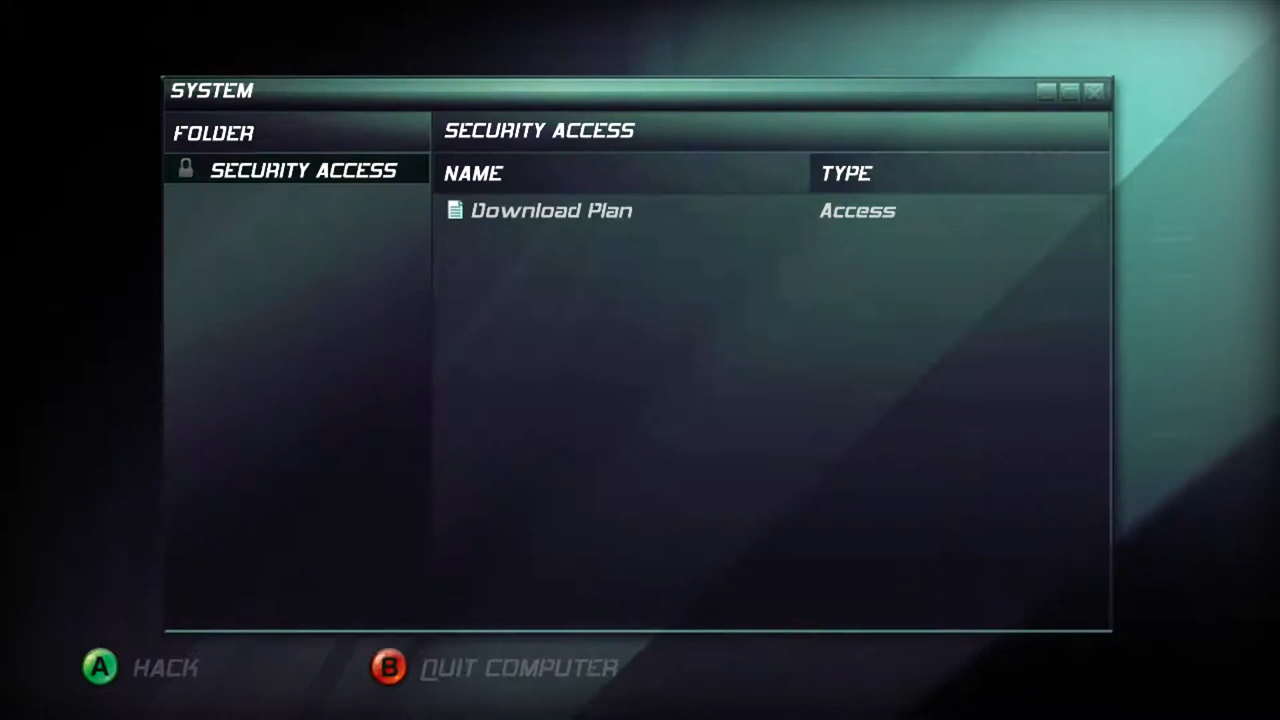 SYSTEM
FOLDER
SECURITY ACCESS
SECURITY ACCESS
NAME TYPE
Download Plan Access
A HACK B QUIT COMPUTER